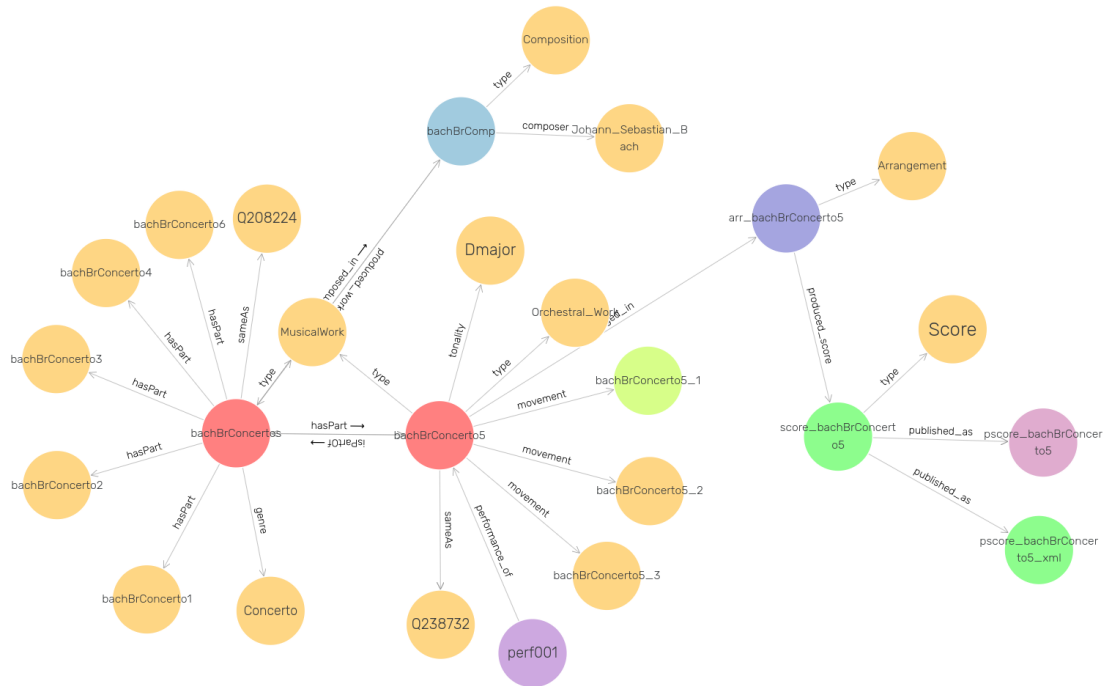 Composition
type
bachBrComp
composer
Johann_Sebastian_B
ach
Arrangement
type
arr_bachBrConcerto5
bachBrConcerto6
Q208224
Dmajor
bachBrConcerto4
produced_work
MusicalWork
Orchestral_Work
produced_score
Score
hasPart
hasPart
sameAs
tonality
type
type
type
type
bachBrConcerto3
hasPart
bachBrConcerto5_1
movement
bachBrConcertos
hasPart ⟶
isPartOf ⟶
bachBrConcerto5
score_bachBrConcert
o5
published_as
pscore_bachBrConcer
to5
hasPart
movement
published_as
bachBrConcerto2
bachBrConcerto5_2
hasPart
genre
movement
sameAs
performance_of
pscore_bachBrConcer
to5_xml
bachBrConcerto5_3
bachBrConcerto1
Concerto
Q238732
perf001